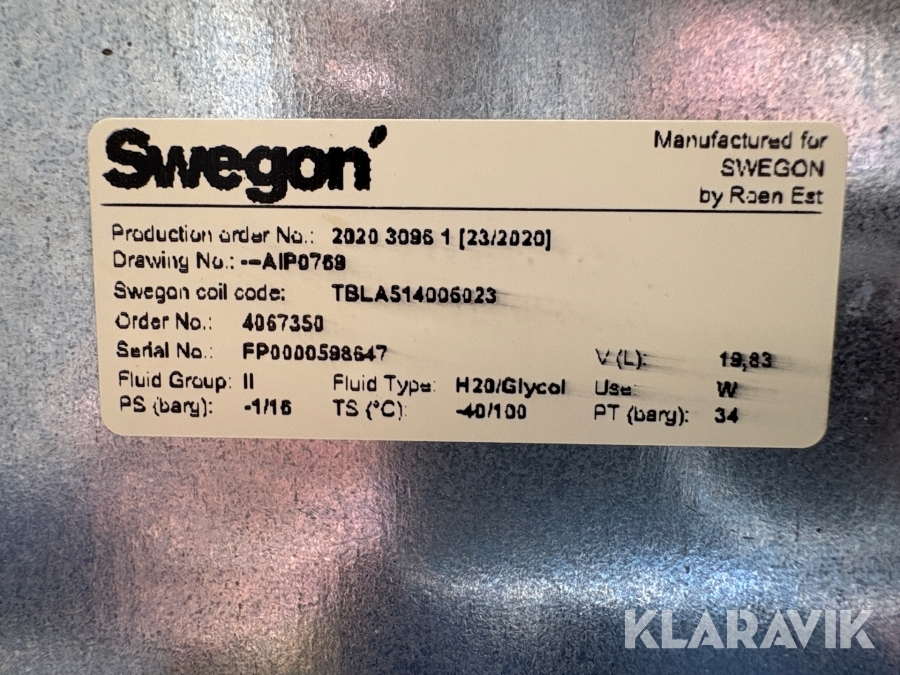 Swegon
Manufactured for
SWEGON
by Roen Est
Production order No.: 2020 3096 1 [23/2020]
Drawing No.: --AIP0769
Swegon coil code: TBLA514006023
Order No.: 4067350
Serial No.: FP0000598647 V (L): 19,83
Fluid Group: II Fluid Type: H20/Glycol Use: W
PS (barg): -1/16 TS (°C): -40/100 PT (barg): 34
KLARAVIK